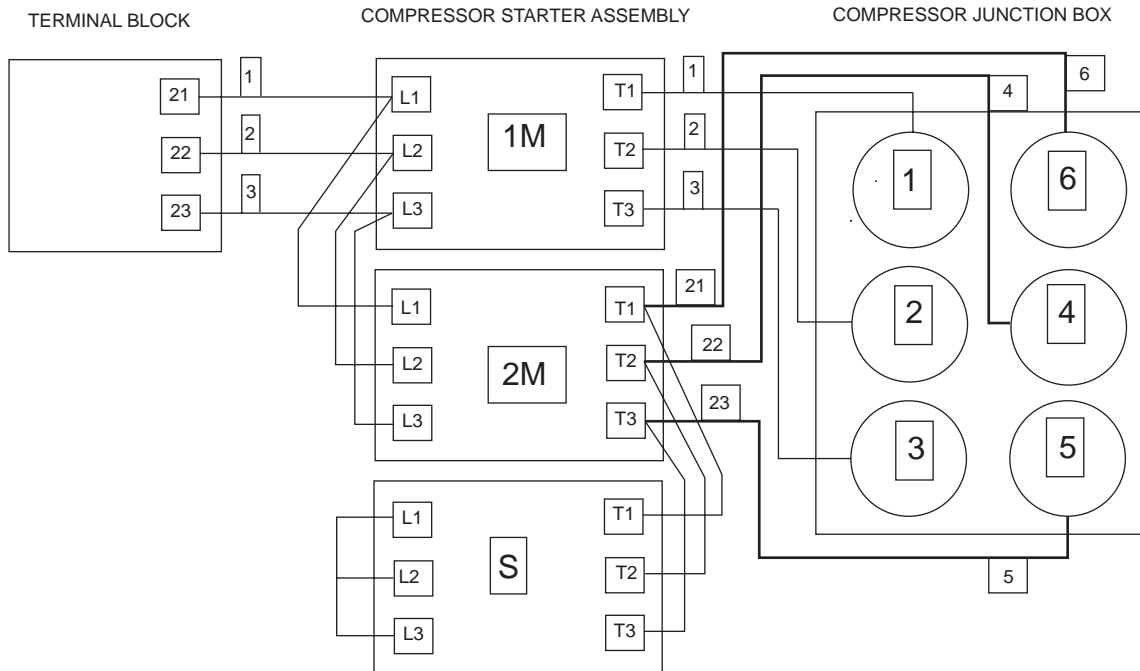 TERMINAL BLOCK
COMPRESSOR STARTER ASSEMBLY
COMPRESSOR JUNCTION BOX
21
1
22
2
23
3
L1
L2
L3
1M
T1
T2
T3
1
2
3
L1
L2
L3
2M
T1
T2
T3
21
22
23
L1
L2
L3
S
T1
T2
T3
6
4
5
1
6
2
4
3
5